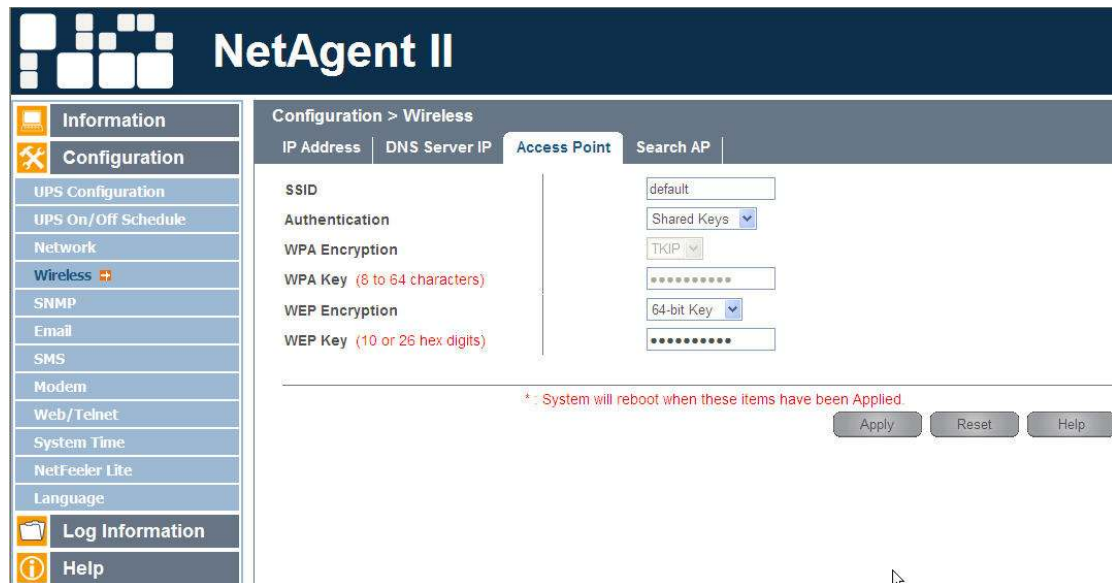 NetAgent II
Information
Configuration
UPS Configuration
UPS On/Off Schedule
Network
Wireless
SNMP
Email
SMS
Modem
Web/Telnet
System Time
NetFeeler Lite
Language
Log Information
Help
Configuration > Wireless
IP Address DNS Server IP Access Point Search AP
SSID default
Authentication Shared Keys
WPA Encryption TKIP
WPA Key (8 to 64 characters) ••••••••••
WEP Encryption 64-bit Key
WEP Key (10 or 26 hex digits) ••••••••••
* : System will reboot when these items have been Applied.
Apply Reset Help